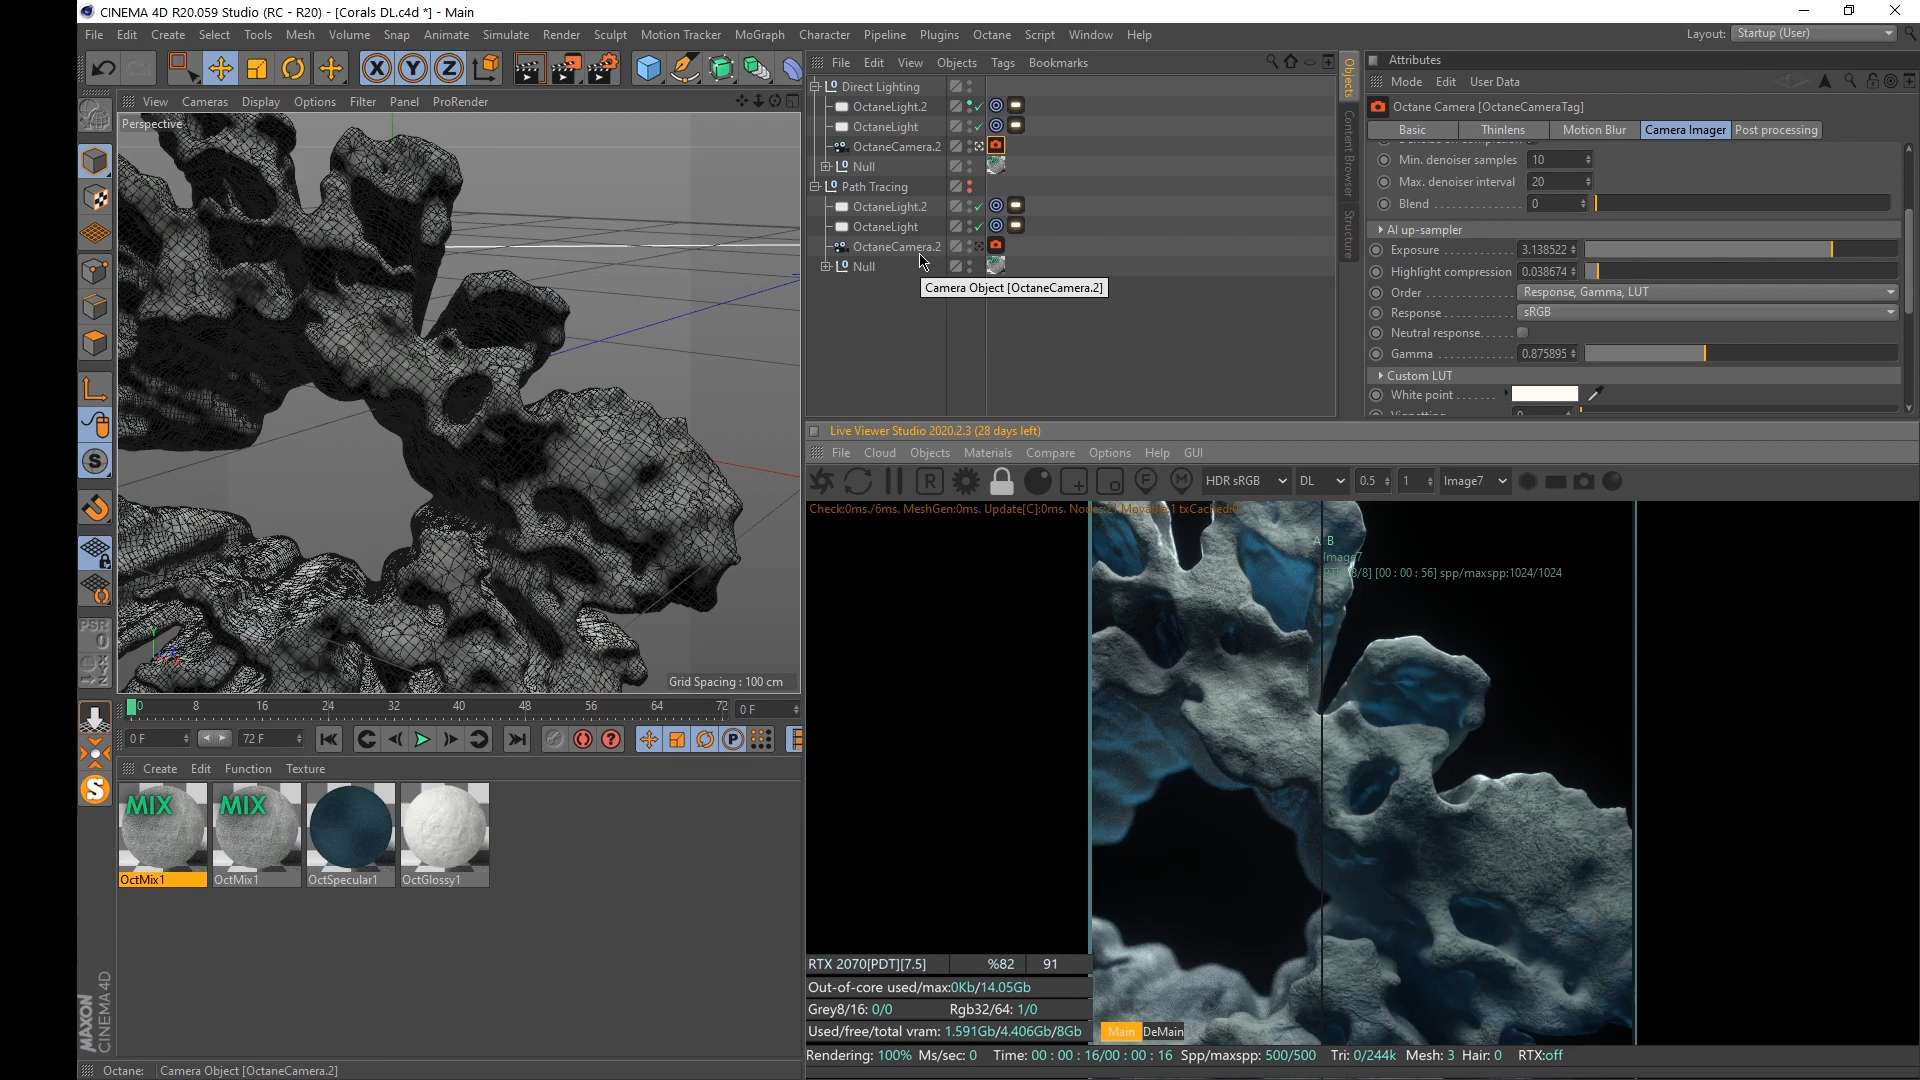 CINEMA 4D R20.059 Studio (RC - R20) - [Corals DL.c4d *] - Main
File Edit Create Select Tools Mesh Volume Snap Animate Simulate Render Sculpt Motion Tracker MoGraph Character Pipeline Plugins Octane Script Window Help
Layout: Startup (User)
X Y Z
File Edit View Objects Tags Bookmarks
Objects
Content Browser
Structure
Direct Lighting
OctaneLight.2
OctaneLight
OctaneCamera.2
Null
Path Tracing
OctaneLight.2
OctaneLight
OctaneCamera.2
Null
Camera Object [OctaneCamera.2]
Attributes
Mode Edit User Data
Octane Camera [OctaneCameraTag]
Basic Thinlens Motion Blur Camera Imager Post processing
Min. denoiser samples 10
Max. denoiser interval 20
Blend 0
AI up-sampler
Exposure 3.138522
Highlight compression 0.038674
Order Response, Gamma, LUT
Response sRGB
Neutral response
Gamma 0.875895
Custom LUT
White point
View Cameras Display Options Filter Panel ProRender
Perspective
Grid Spacing : 100 cm
PSR
0
0 8 16 24 32 40 48 56 64 72 0 F
0 F 72 F
Create Edit Function Texture
MIX
MIX
OctMix1
OctMix1
OctSpecular1
OctGlossy1
MAXON
CINEMA 4D
Live Viewer Studio 2020.2.3 (28 days left)
File Cloud Objects Materials Compare Options Help GUI
R F M HDR sRGB DL 0.5 1 Image7
Check:0ms./6ms. MeshGen:0ms. Update[C]:0ms.
A B
Image7
[00 : 00 : 56] spp/maxspp:1024/1024
RTX 2070[PDT][7.5] %82 91
Out-of-core used/max:0Kb/14.05Gb
Grey8/16: 0/0 Rgb32/64: 1/0
Used/free/total vram: 1.591Gb/4.406Gb/8Gb
Main DeMain
Rendering: 100% Ms/sec: 0 Time: 00 : 00 : 16/00 : 00 : 16 Spp/maxspp: 500/500 Tri: 0/244k Mesh: 3 Hair: 0 RTX:off
Octane: Camera Object [OctaneCamera.2]